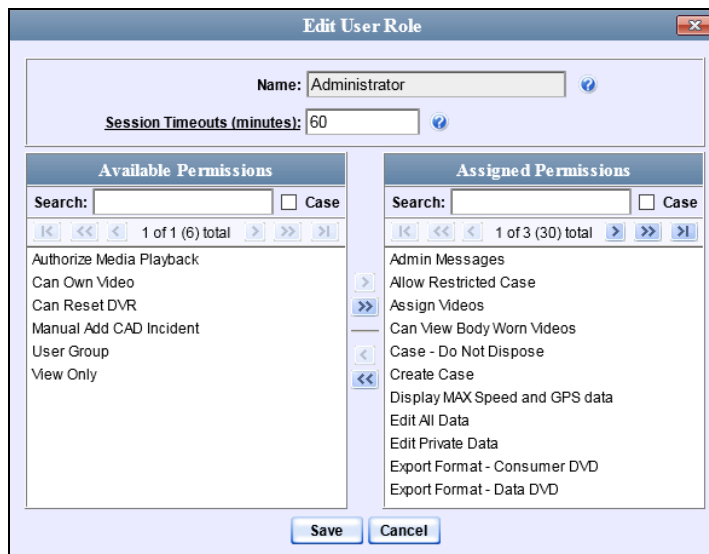 Edit User Role
Name: Administrator
Session Timeouts (minutes): 60
Available Permissions
Search: Case
1 of 1 (6) total
Authorize Media Playback
Can Own Video
Can Reset DVR
Manual Add CAD Incident
User Group
View Only
Assigned Permissions
Search: Case
1 of 3 (30) total
Admin Messages
Allow Restricted Case
Assign Videos
Can View Body Worn Videos
Case - Do Not Dispose
Create Case
Display MAX Speed and GPS data
Edit All Data
Edit Private Data
Export Format - Consumer DVD
Export Format - Data DVD
Save Cancel